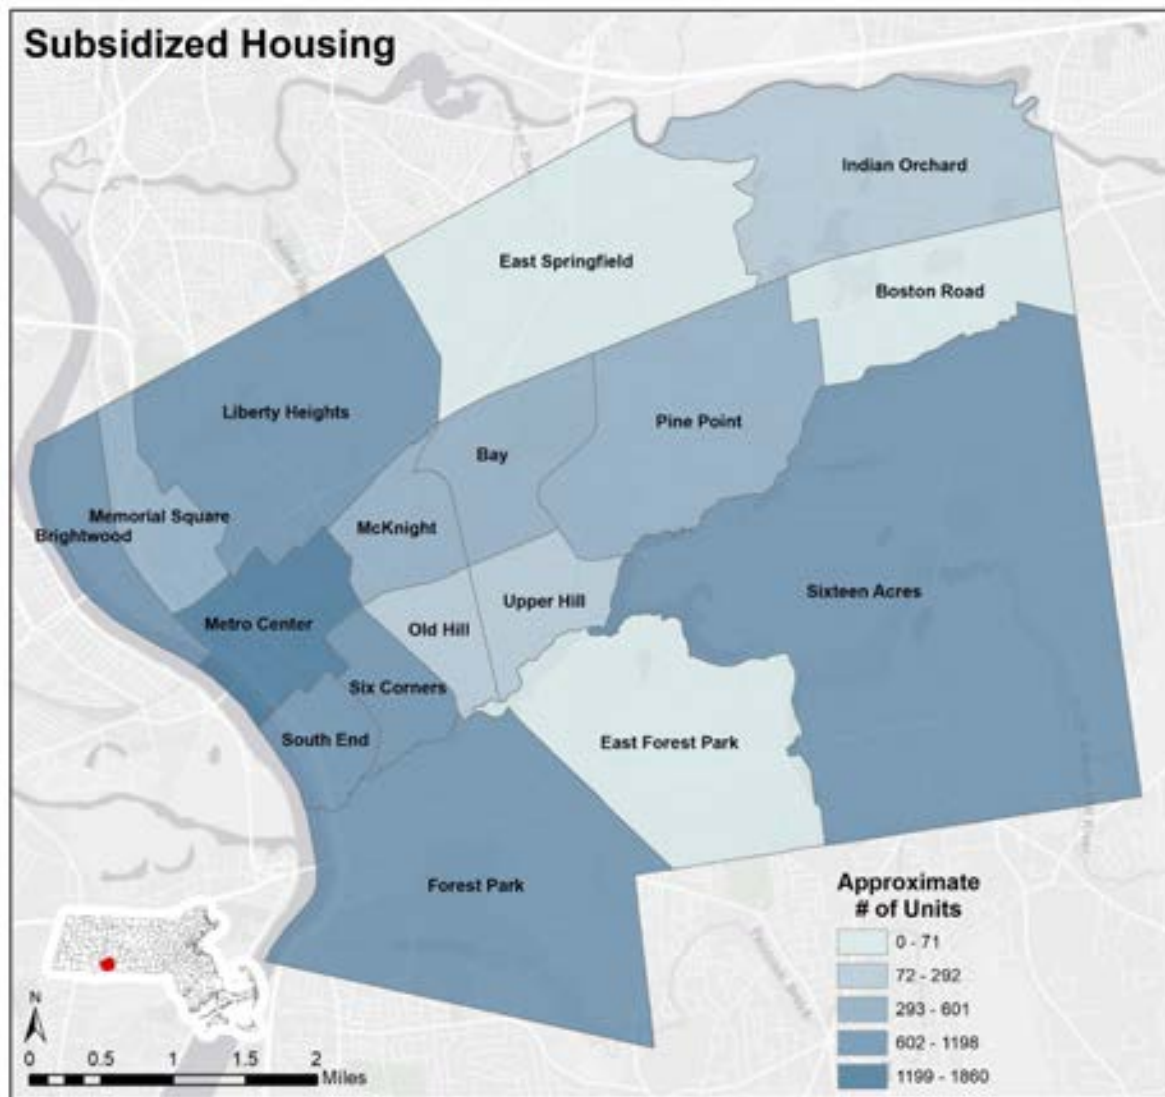 Subsidized Housing
Indian Orchard
East Springfield
Boston Road
Liberty Heights
Pine Point
Bay
Memorial Square
McKnight
Brightwood
Sixteen Acres
Upper Hill
Metro Center
Old Hill
Six Corners
South End
East Forest Park
Forest Park
Approximate
# of Units
0 - 71
72 - 292
293 - 601
602 - 1198
1199 - 1860
N
0 0.5 1 1.5 2
Miles